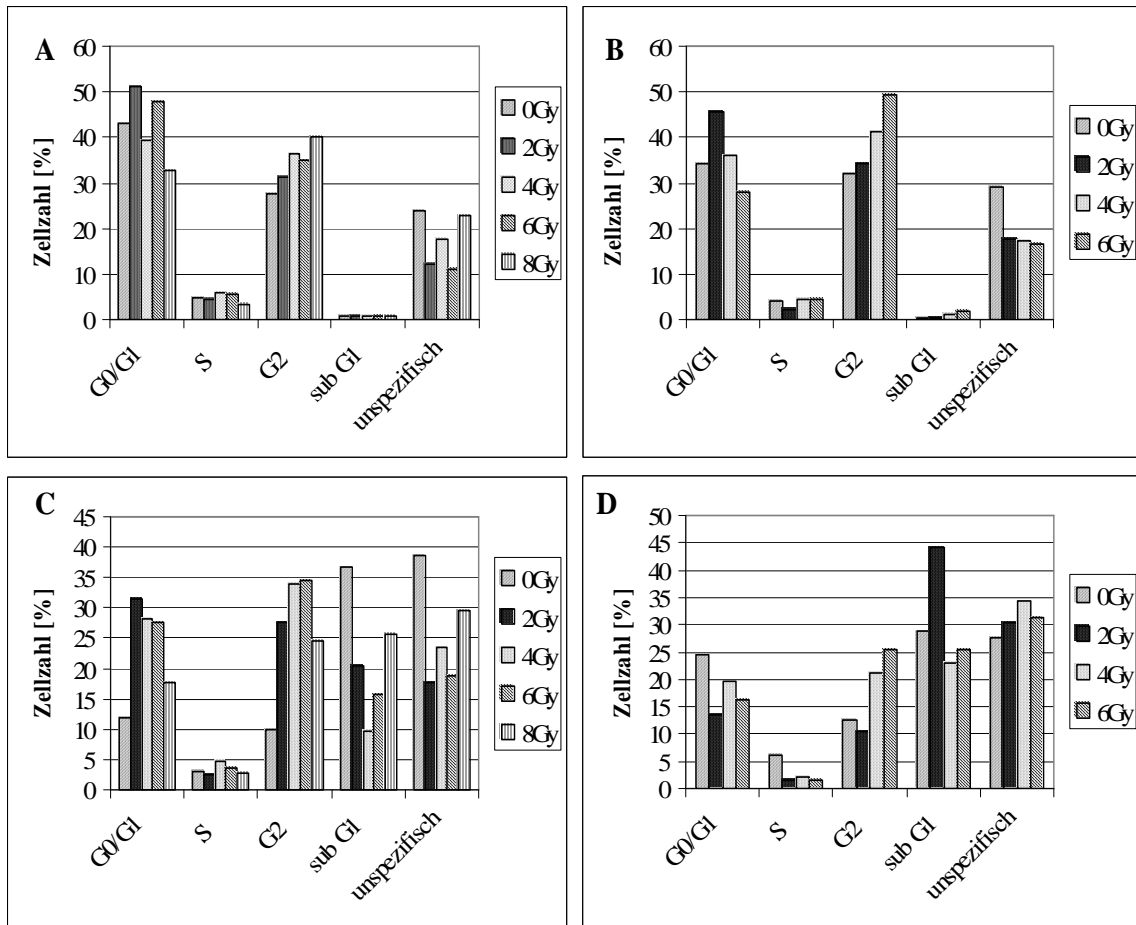 A
Zellzahl [%]
60
50
40
30
20
10
0
G0/G1
S
G2
sub G1
unspezifisch
0Gy
2Gy
4Gy
6Gy
8Gy
B
Zellzahl [%]
60
50
40
30
20
10
0
G0/G1
S
G2
sub G1
unspezifisch
0Gy
2Gy
4Gy
6Gy
C
Zellzahl [%]
45
40
35
30
25
20
15
10
5
0
G0/G1
S
G2
sub G1
unspezifisch
0Gy
2Gy
4Gy
6Gy
8Gy
D
Zellzahl [%]
50
45
40
35
30
25
20
15
10
5
0
G0/G1
S
G2
sub G1
unspezifisch
0Gy
2Gy
4Gy
6Gy